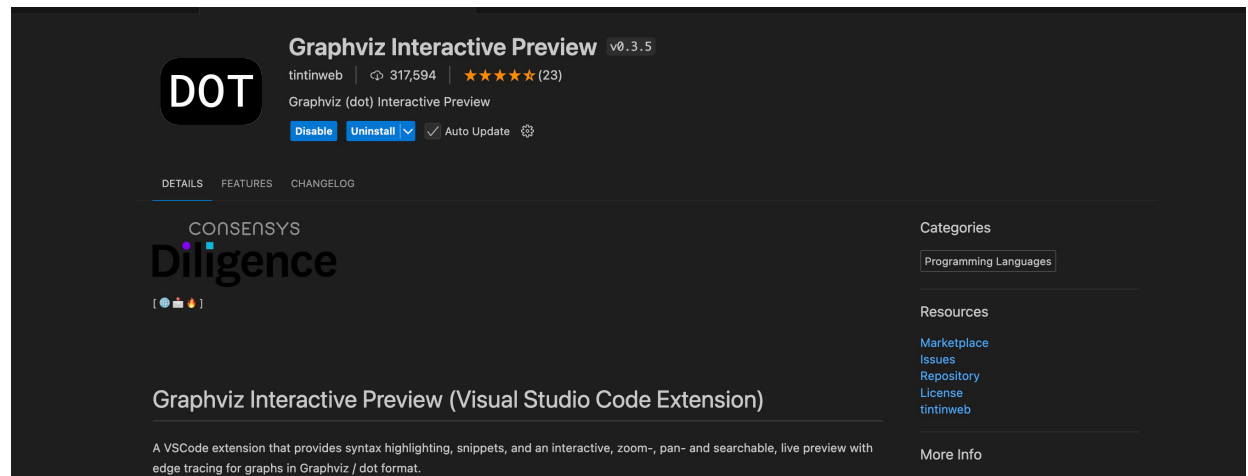 Graphviz Interactive Preview v0.3.5
tintinweb 317,594 (23)
DOT
Graphviz (dot) Interactive Preview
Disable Uninstall Auto Update
DETAILS FEATURES CHANGELOG
CONSENSYS
Diligence
[ ]
Graphviz Interactive Preview (Visual Studio Code Extension)
A VSCode extension that provides syntax highlighting, snippets, and an interactive, zoom-, pan- and searchable, live preview with
edge tracing for graphs in Graphviz / dot format.
Categories
Programming Languages
Resources
Marketplace
Issues
Repository
License
tintinweb
More Info